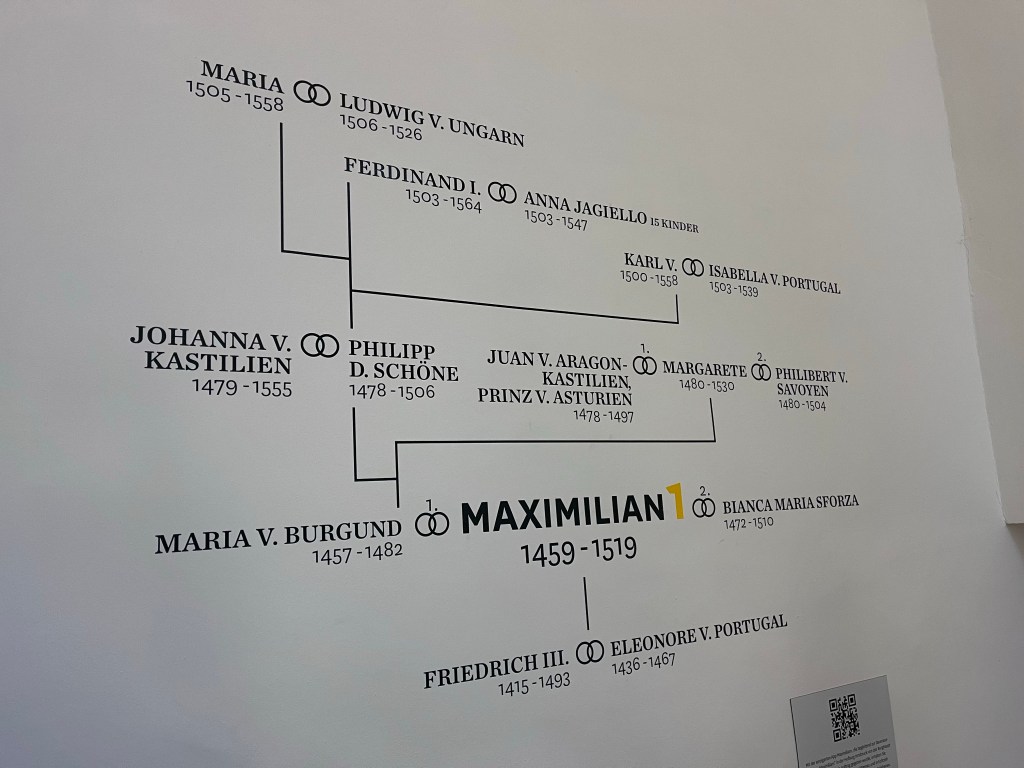 MARIA
1505-1558
LUDWIG V. UNGARN
1506-1526
FERDINAND I.
1503-1564
ANNA JAGIELLO 15 KINDER
1503-1547
KARL V.
1500-1558
ISABELLA V. PORTUGAL
1503-1539
JOHANNA V.
KASTILIEN
1479-1555
PHILIPP
D. SCHÖNE
1478-1506
JUAN V. ARAGON-
KASTILIEN,
PRINZ V. ASTURIEN
1478-1497
1.
MARGARETE
1480-1530
2.
PHILIBERT V.
SAVOYEN
1480-1504
MARIA V. BURGUND
1457-1482
1.
MAXIMILIAN1
1459-1519
2.
BIANCA MARIA SFORZA
1472-1510
FRIEDRICH III.
1415-1493
ELEONORE V. PORTUGAL
1436-1467